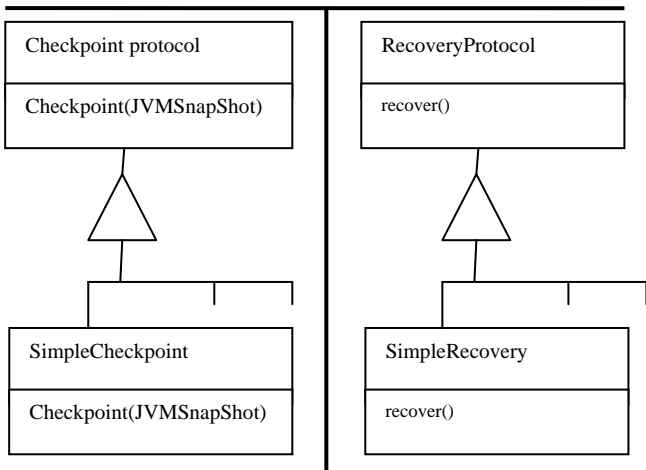 Checkpoint protocol
Checkpoint(JVMSnapShot)
SimpleCheckpoint
Checkpoint(JVMSnapShot)
RecoveryProtocol
recover()
SimpleRecovery
recover()